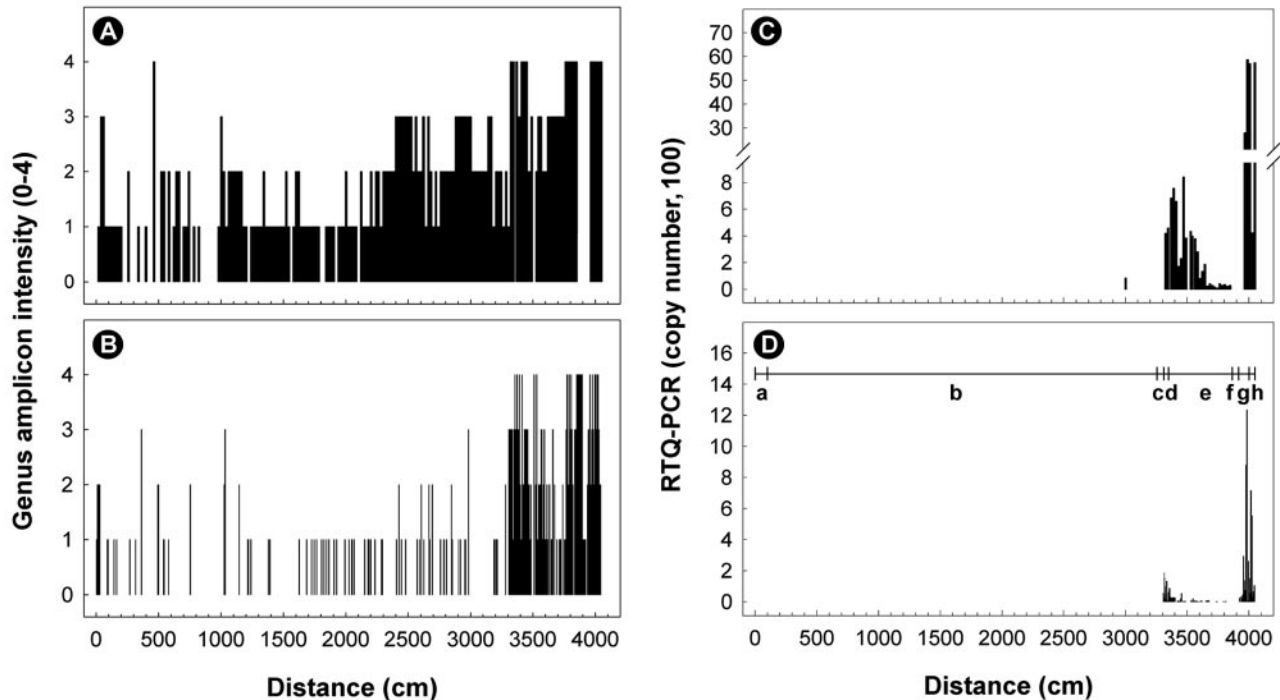 A
4
3
2
1
0
Genus amplicon intensity (0-4)
B
4
3
2
1
0
0 500 1000 1500 2000 2500 3000 3500 4000
Distance (cm)
C
70
60
50
40
30
8
6
4
2
0
RTQ-PCR (copy number, 100)
D
16
14
12
10
8
6
4
2
0
a b c d e f g h
0 500 1000 1500 2000 2500 3000 3500 4000
Distance (cm)